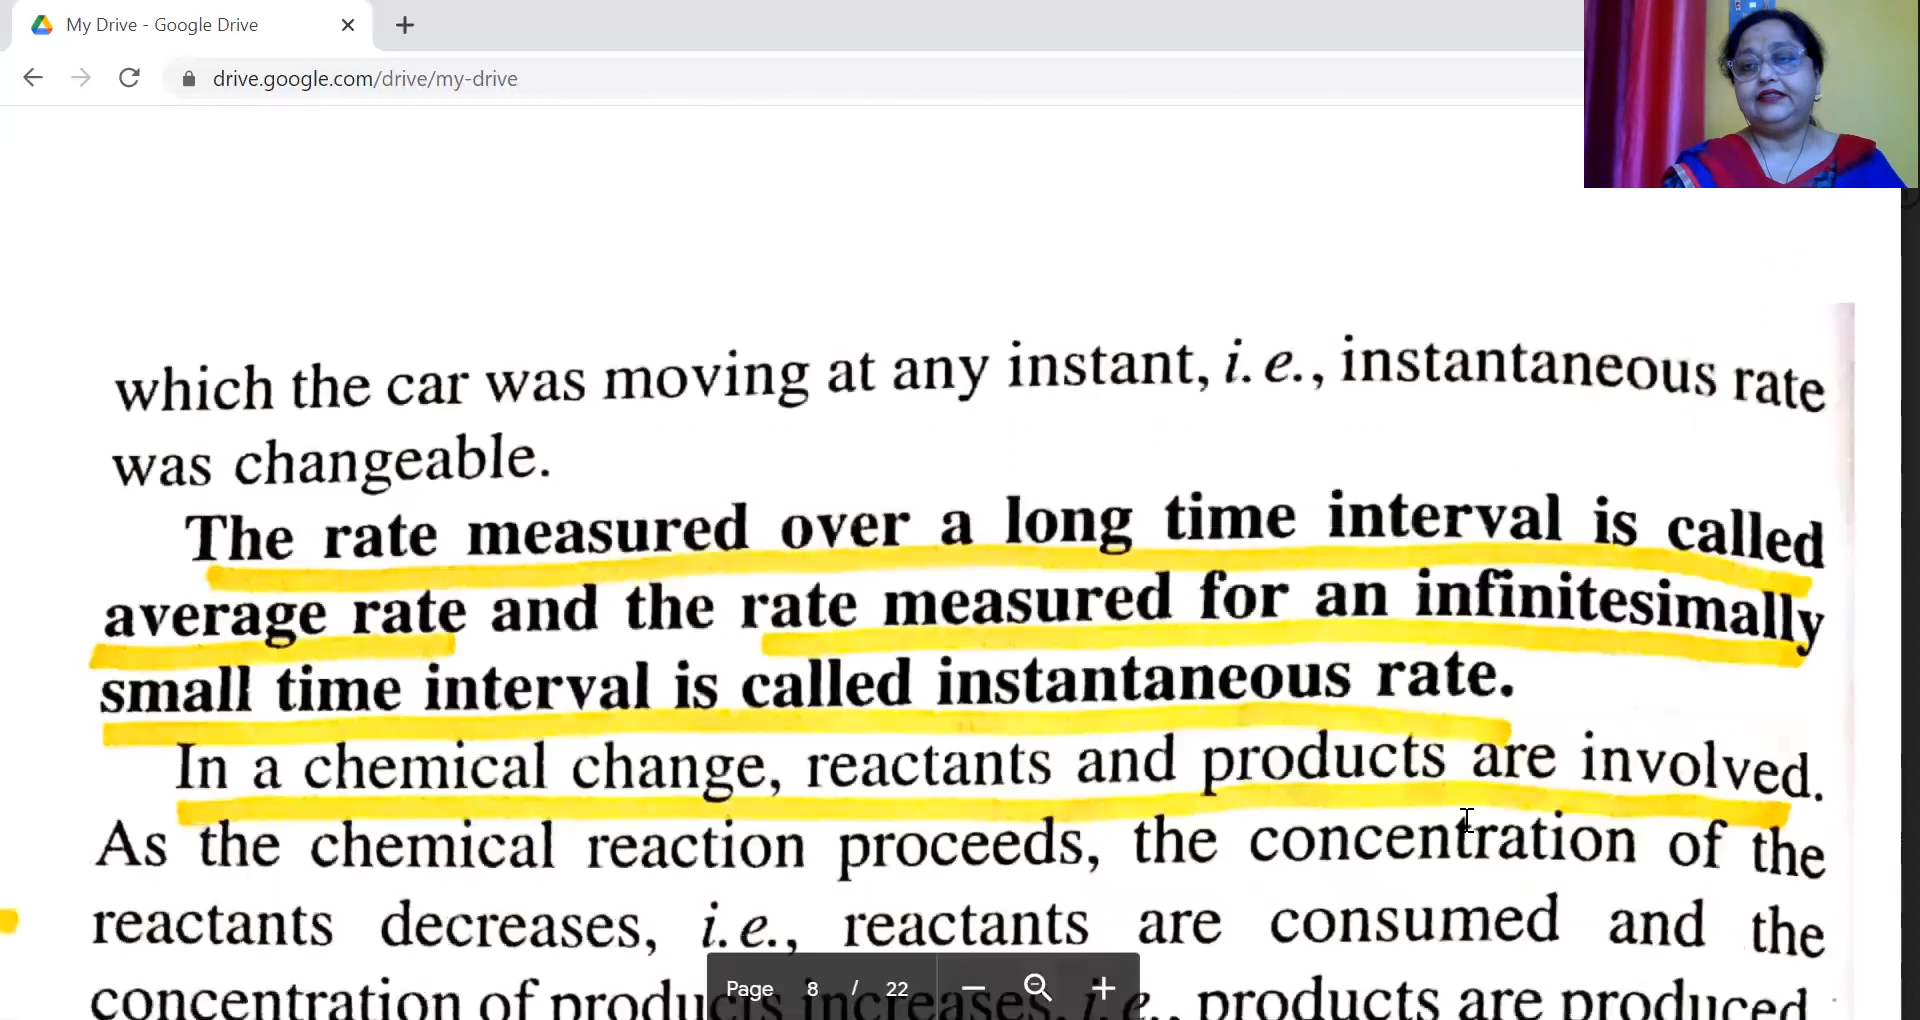 My Drive - Google Drive
drive.google.com/drive/my-drive
which the car was moving at any instant, i. e., instantaneous rate
was changeable.
The rate measured over a long time interval is called
average rate and the rate measured for an infinitesimally
small time interval is called instantaneous rate.
In a chemical change, reactants and products are involved.
As the chemical reaction proceeds, the concentration of the
reactants decreases, i. e., reactants are consumed and the
concentration of products increases, i. e., products are produced.
Page 8 / 22